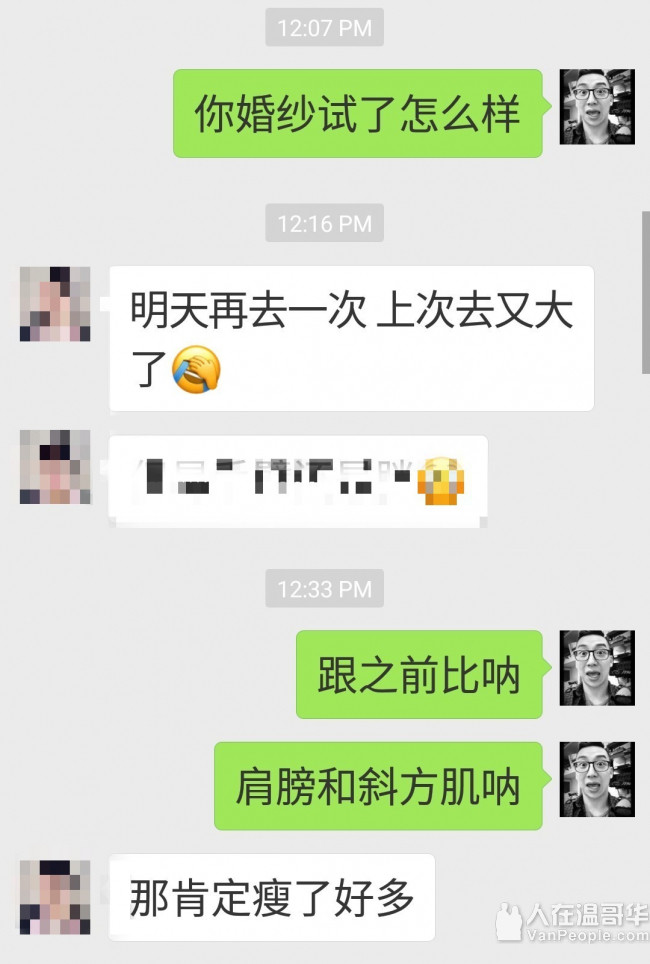 12:07 PM
你婚纱试了怎么样
12:16 PM
明天再去一次 上次去又大
了🤦
12:33 PM
跟之前比呐
肩膀和斜方肌呐
那肯定瘦了好多
人在温哥华
VanPeople.com